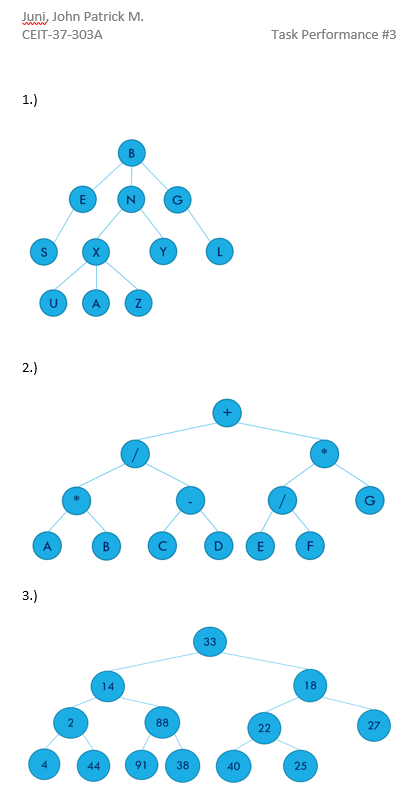 Juni, John Patrick M.
CEIT-37-303A Task Performance #3
1.)
B
E N G
S X Y L
U A Z
2.)
+
/ *
* - / G
A B C D E F
3.)
33
14 18
2 88 22 27
4 44 91 38 40 25